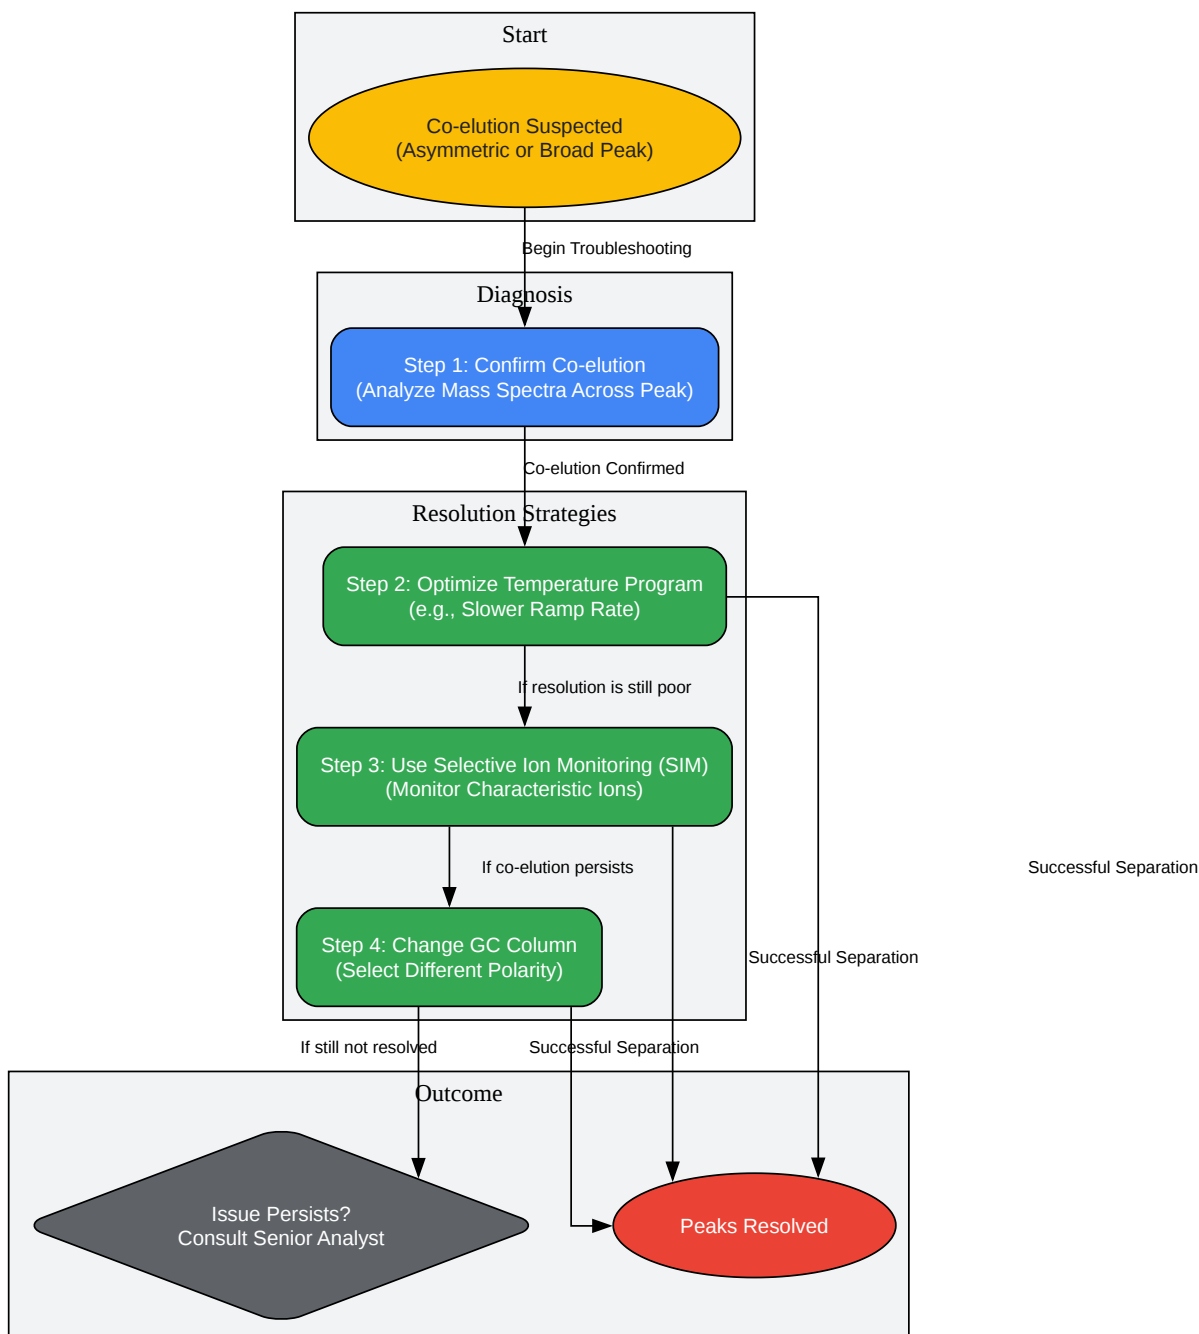 Start
Co-elution Suspected
(Asymmetric or Broad Peak)
Begin Troubleshooting
Diagnosis
Step 1: Confirm Co-elution
(Analyze Mass Spectra Across Peak)
Co-elution Confirmed
Resolution Strategies
Step 2: Optimize Temperature Program
(e.g., Slower Ramp Rate)
If resolution is still poor
Step 3: Use Selective Ion Monitoring (SIM)
(Monitor Characteristic Ions)
If co-elution persists
Successful Separation
Step 4: Change GC Column
(Select Different Polarity)
Successful Separation
If still not resolved
Successful Separation
Outcome
Issue Persists?
Consult Senior Analyst
Peaks Resolved